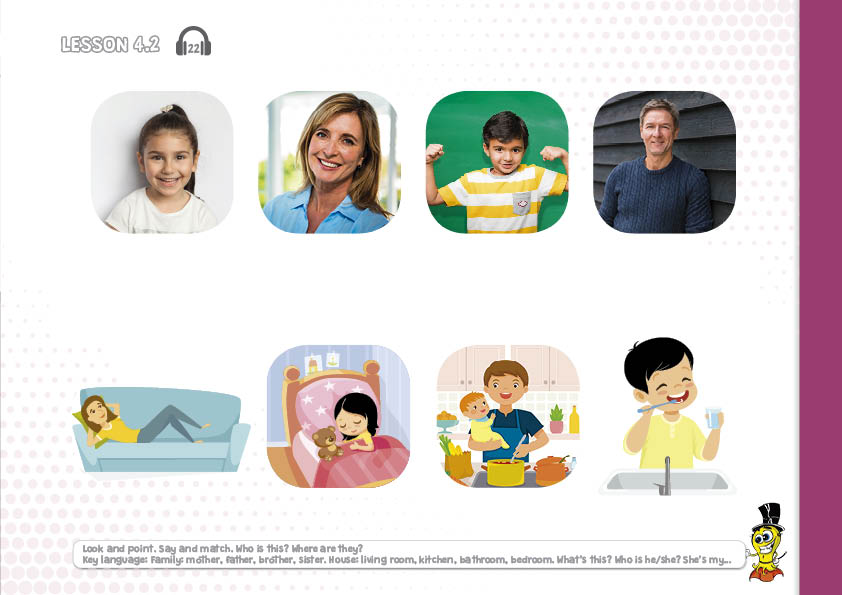 LESSON 4.2
22
Look and point. Say and match. Who is this? Where are they?
Key language: Family: mother, father, brother, sister. House: living room, kitchen, bathroom, bedroom. What's this? Who is he/she? She's my...